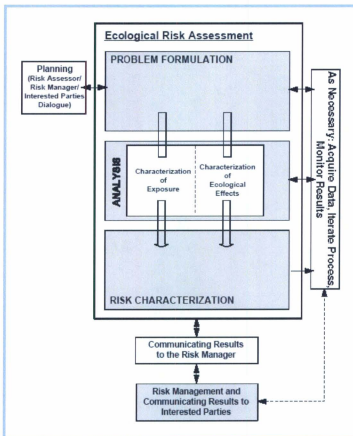 Ecological Risk Assessment
PROBLEM FORMULATION
Planning
(Risk Assessor/
Risk Manager/
Interested Parties
Dialogue)
ANALYSIS
Characterization
of
Exposure
Characterization
of
Ecological
Effects
RISK CHARACTERIZATION
As Necessary: Acquire Data, Iterate Process,
Monitor Results
Communicating Results
to the Risk Manager
Risk Management and
Communicating Results to
Interested Parties